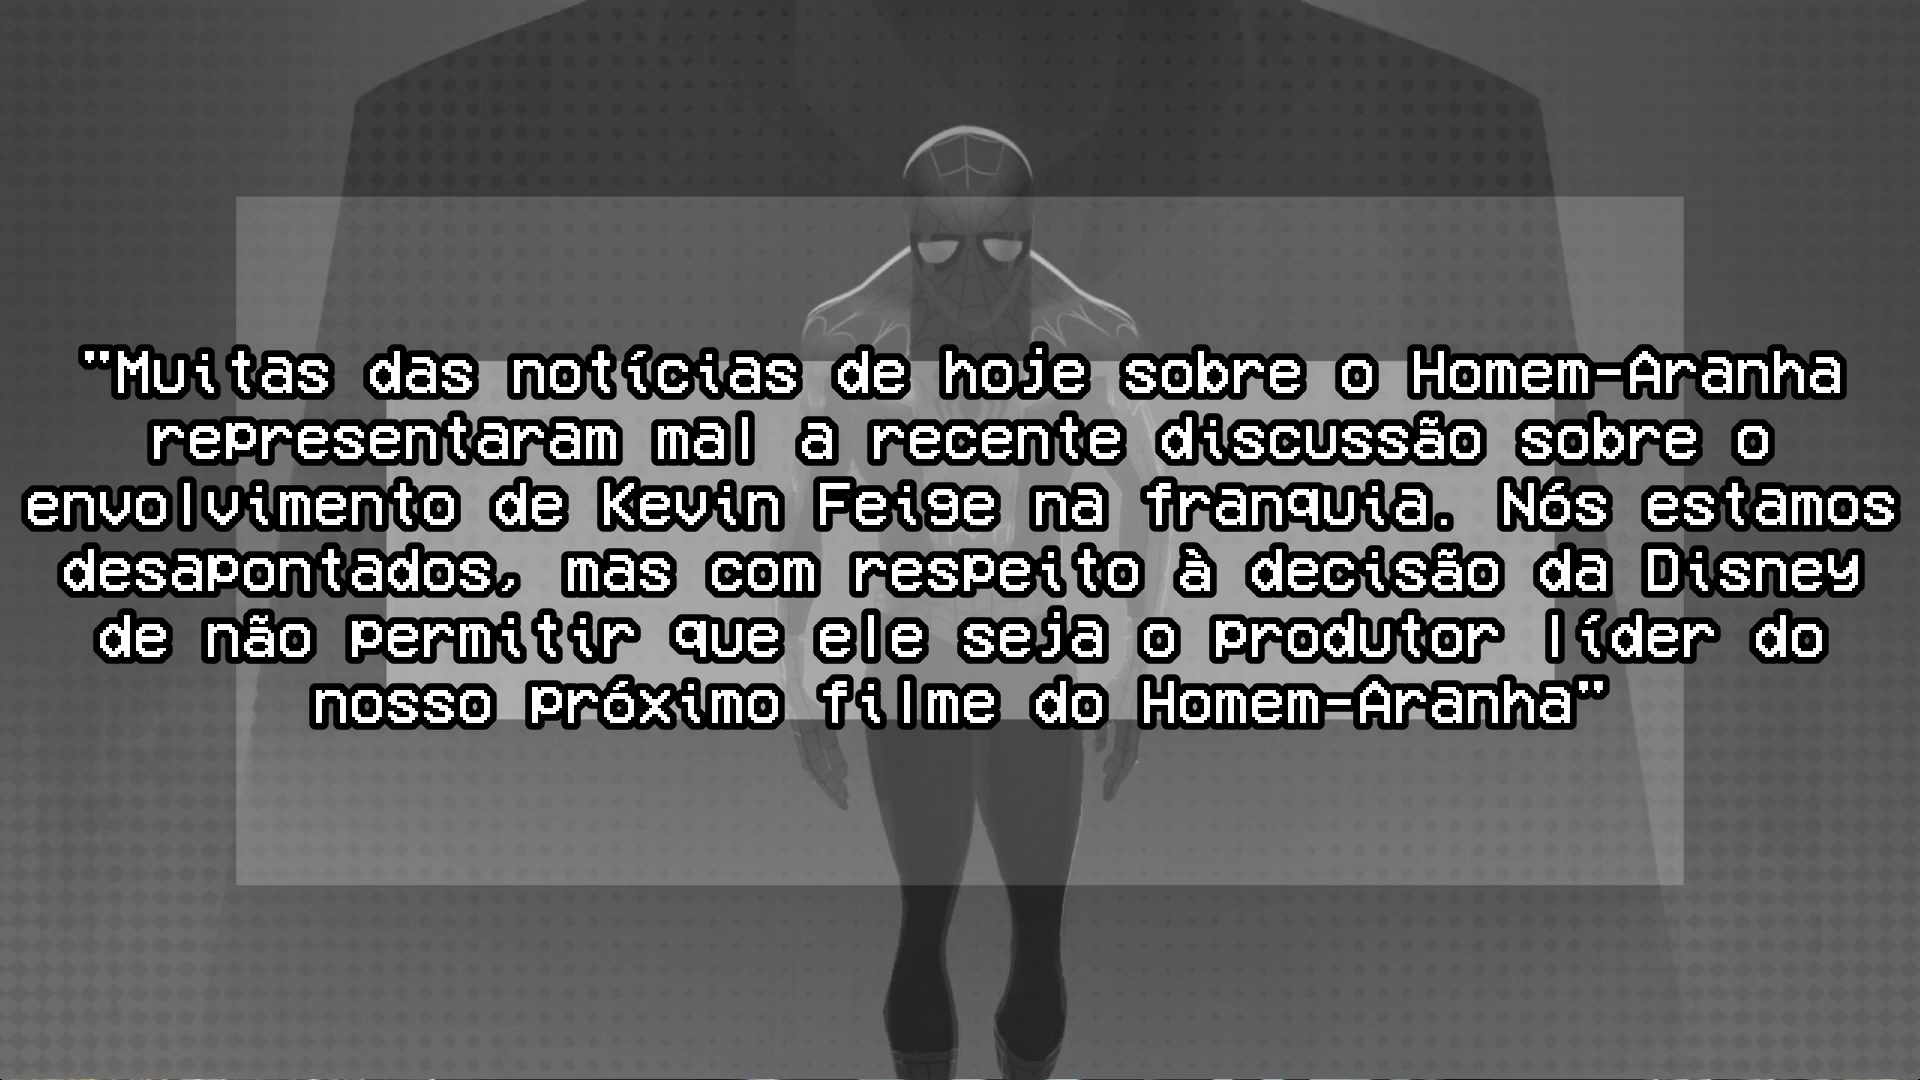 "Muitas das notícias de hoje sobre o Homem-Aranha
representaram mal a recente discussão sobre o
envolvimento de Kevin Feige na franquia. Nós estamos
desapontados, mas com respeito à decisão da Disney
de não permitir que ele seja o produtor líder do
nosso próximo filme do Homem-Aranha"